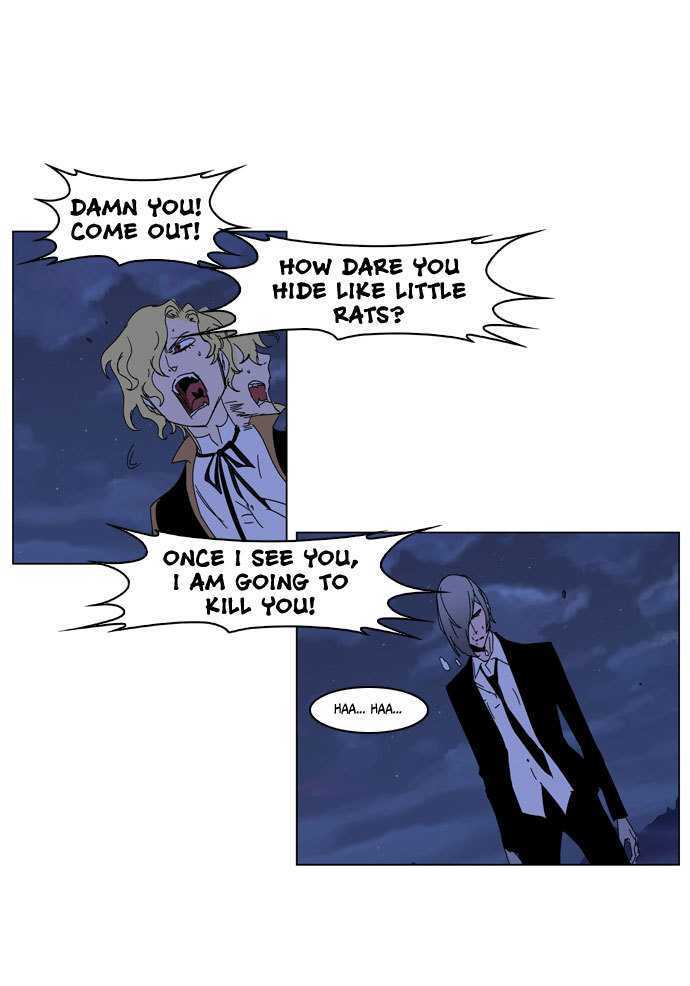 DAMN YOU!
COME OUT!
HOW DARE YOU
HIDE LIKE LITTLE
RATS?
ONCE I SEE YOU,
I AM GOING TO
KILL YOU!
HAA... HAA...